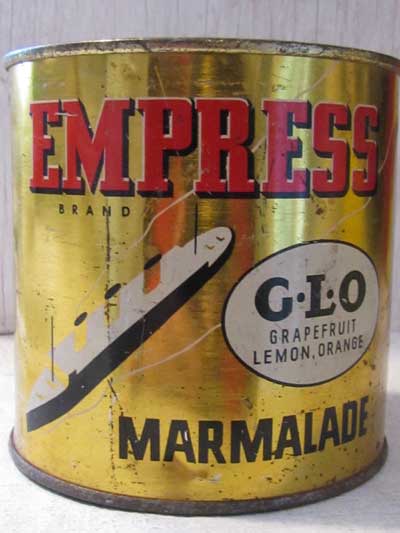 EMPRESS
BRAND
G·L·O
GRAPEFRUIT
LEMON, ORANGE
MARMALADE